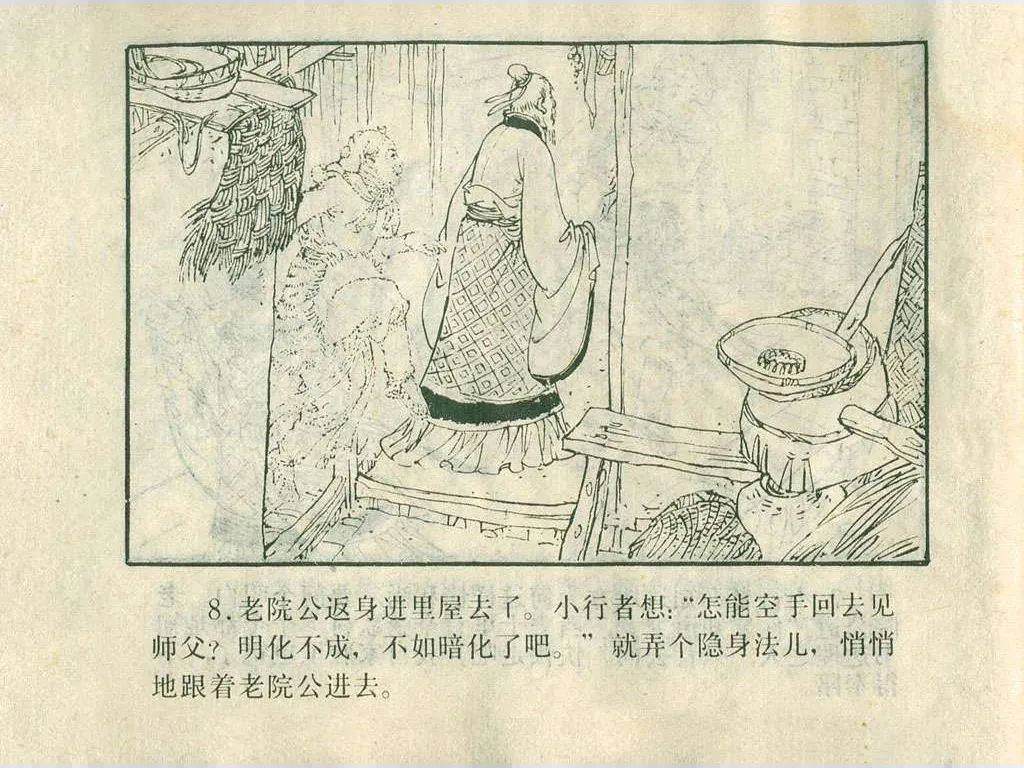 8.老院公返身进里屋去了。小行者想:“怎能空手回去见
师父?明化不成,不如暗化了吧。”就弄个隐身法儿,悄悄
地跟着老院公进去。